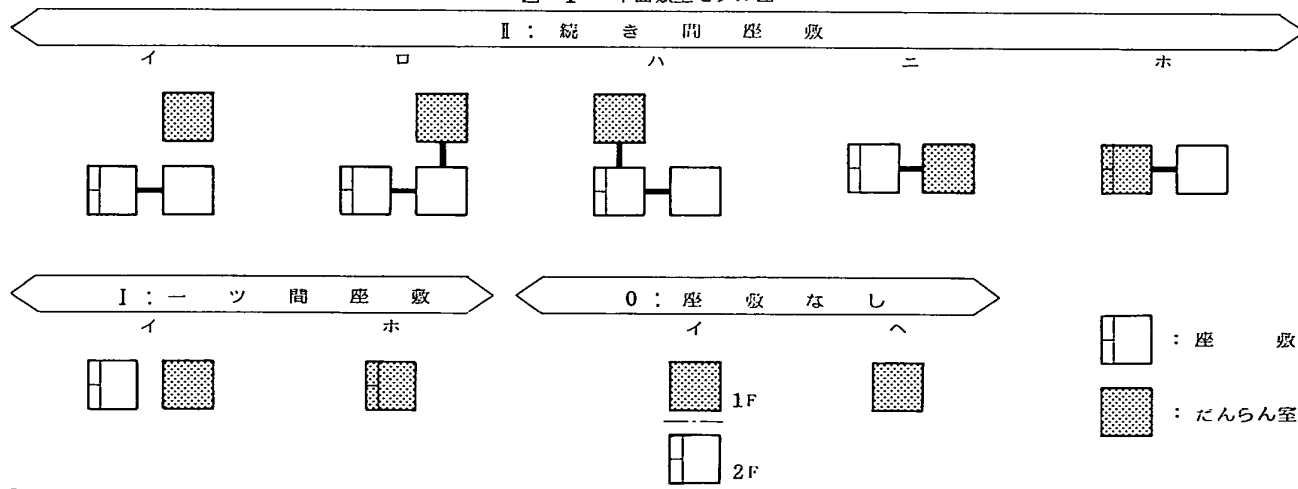 Ⅱ：続き間座敷
イ ロ ハ ニ ホ
Ⅰ：一ツ間座敷
0：座敷なし
イ ホ イ ヘ
：座敷
1F
：だんらん室
2F